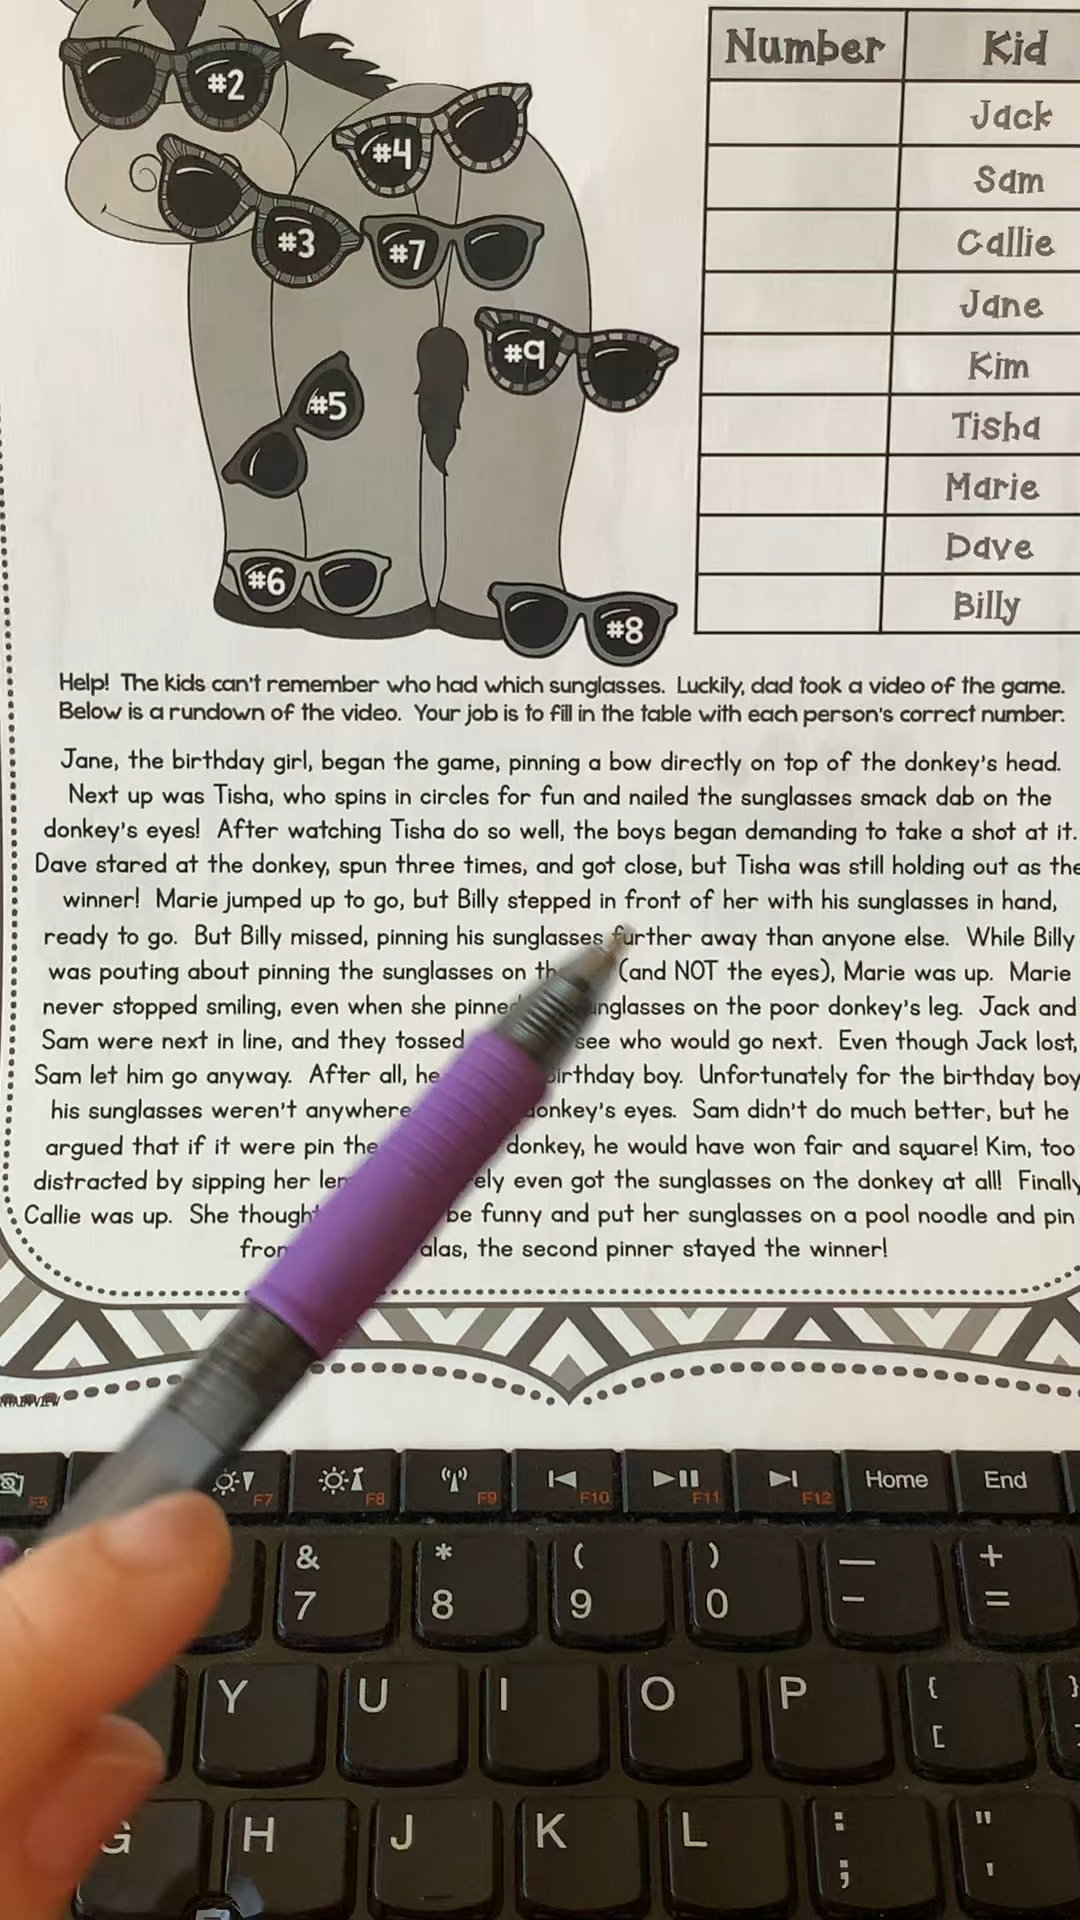 Number Kid
#2
Jack
#4
Sam
#3
#7
Callie
Jane
#9
Kim
#5
Tisha
Marie
Dave
#6
Billy
#8
Help! The kids can't remember who had which sunglasses. Luckily, dad took a video of the game.
Below is a rundown of the video. Your job is to fill in the table with each person's correct number.
Jane, the birthday girl, began the game, pinning a bow directly on top of the donkey's head.
Next up was Tisha, who spins in circles for fun and nailed the sunglasses smack dab on the
donkey's eyes! After watching Tisha do so well, the boys began demanding to take a shot at it.
Dave stared at the donkey, spun three times, and got close, but Tisha was still holding out as the
winner! Marie jumped up to go, but Billy stepped in front of her with his sunglasses in hand,
ready to go. But Billy missed, pinning his sunglasses further away than anyone else. While Billy
was pouting about pinning the sunglasses on (and NOT the eyes), Marie was up. Marie
never stopped smiling, even when she pinned on the poor donkey's leg. Jack and
Sam were next in line, and they tossed see who would go next. Even though Jack lost,
Sam let him go anyway. After all, he birthday boy. Unfortunately for the birthday boy
his sunglasses weren't anywhere donkey's eyes. Sam didn't do much better, but he
argued that if it were pin the donkey, he would have won fair and square! Kim, too
distracted by sipping her even got the sunglasses on the donkey at all! Finally
Callie was up. She thought be funny and put her sunglasses on a pool noodle and pin
alas, the second pinner stayed the winner!
F5 F7 F8 F9 F10 F11 F12 Home End
& * ( ) — +
7 8 9 0 - =
Y U I O P { }
[
G H J K L : "
; '